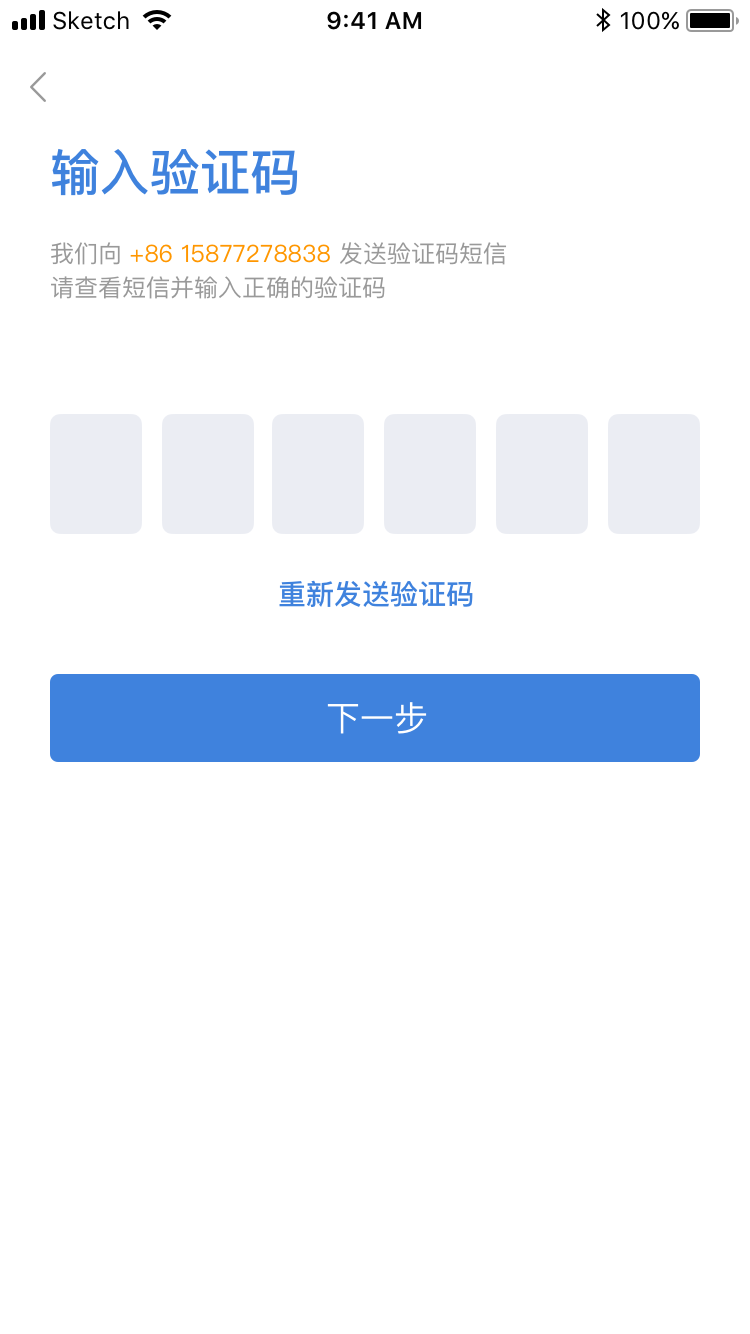 Sketch 9:41 AM 100%
输入验证码
我们向 +86 15877278838 发送验证码短信
请查看短信并输入正确的验证码
重新发送验证码
下一步